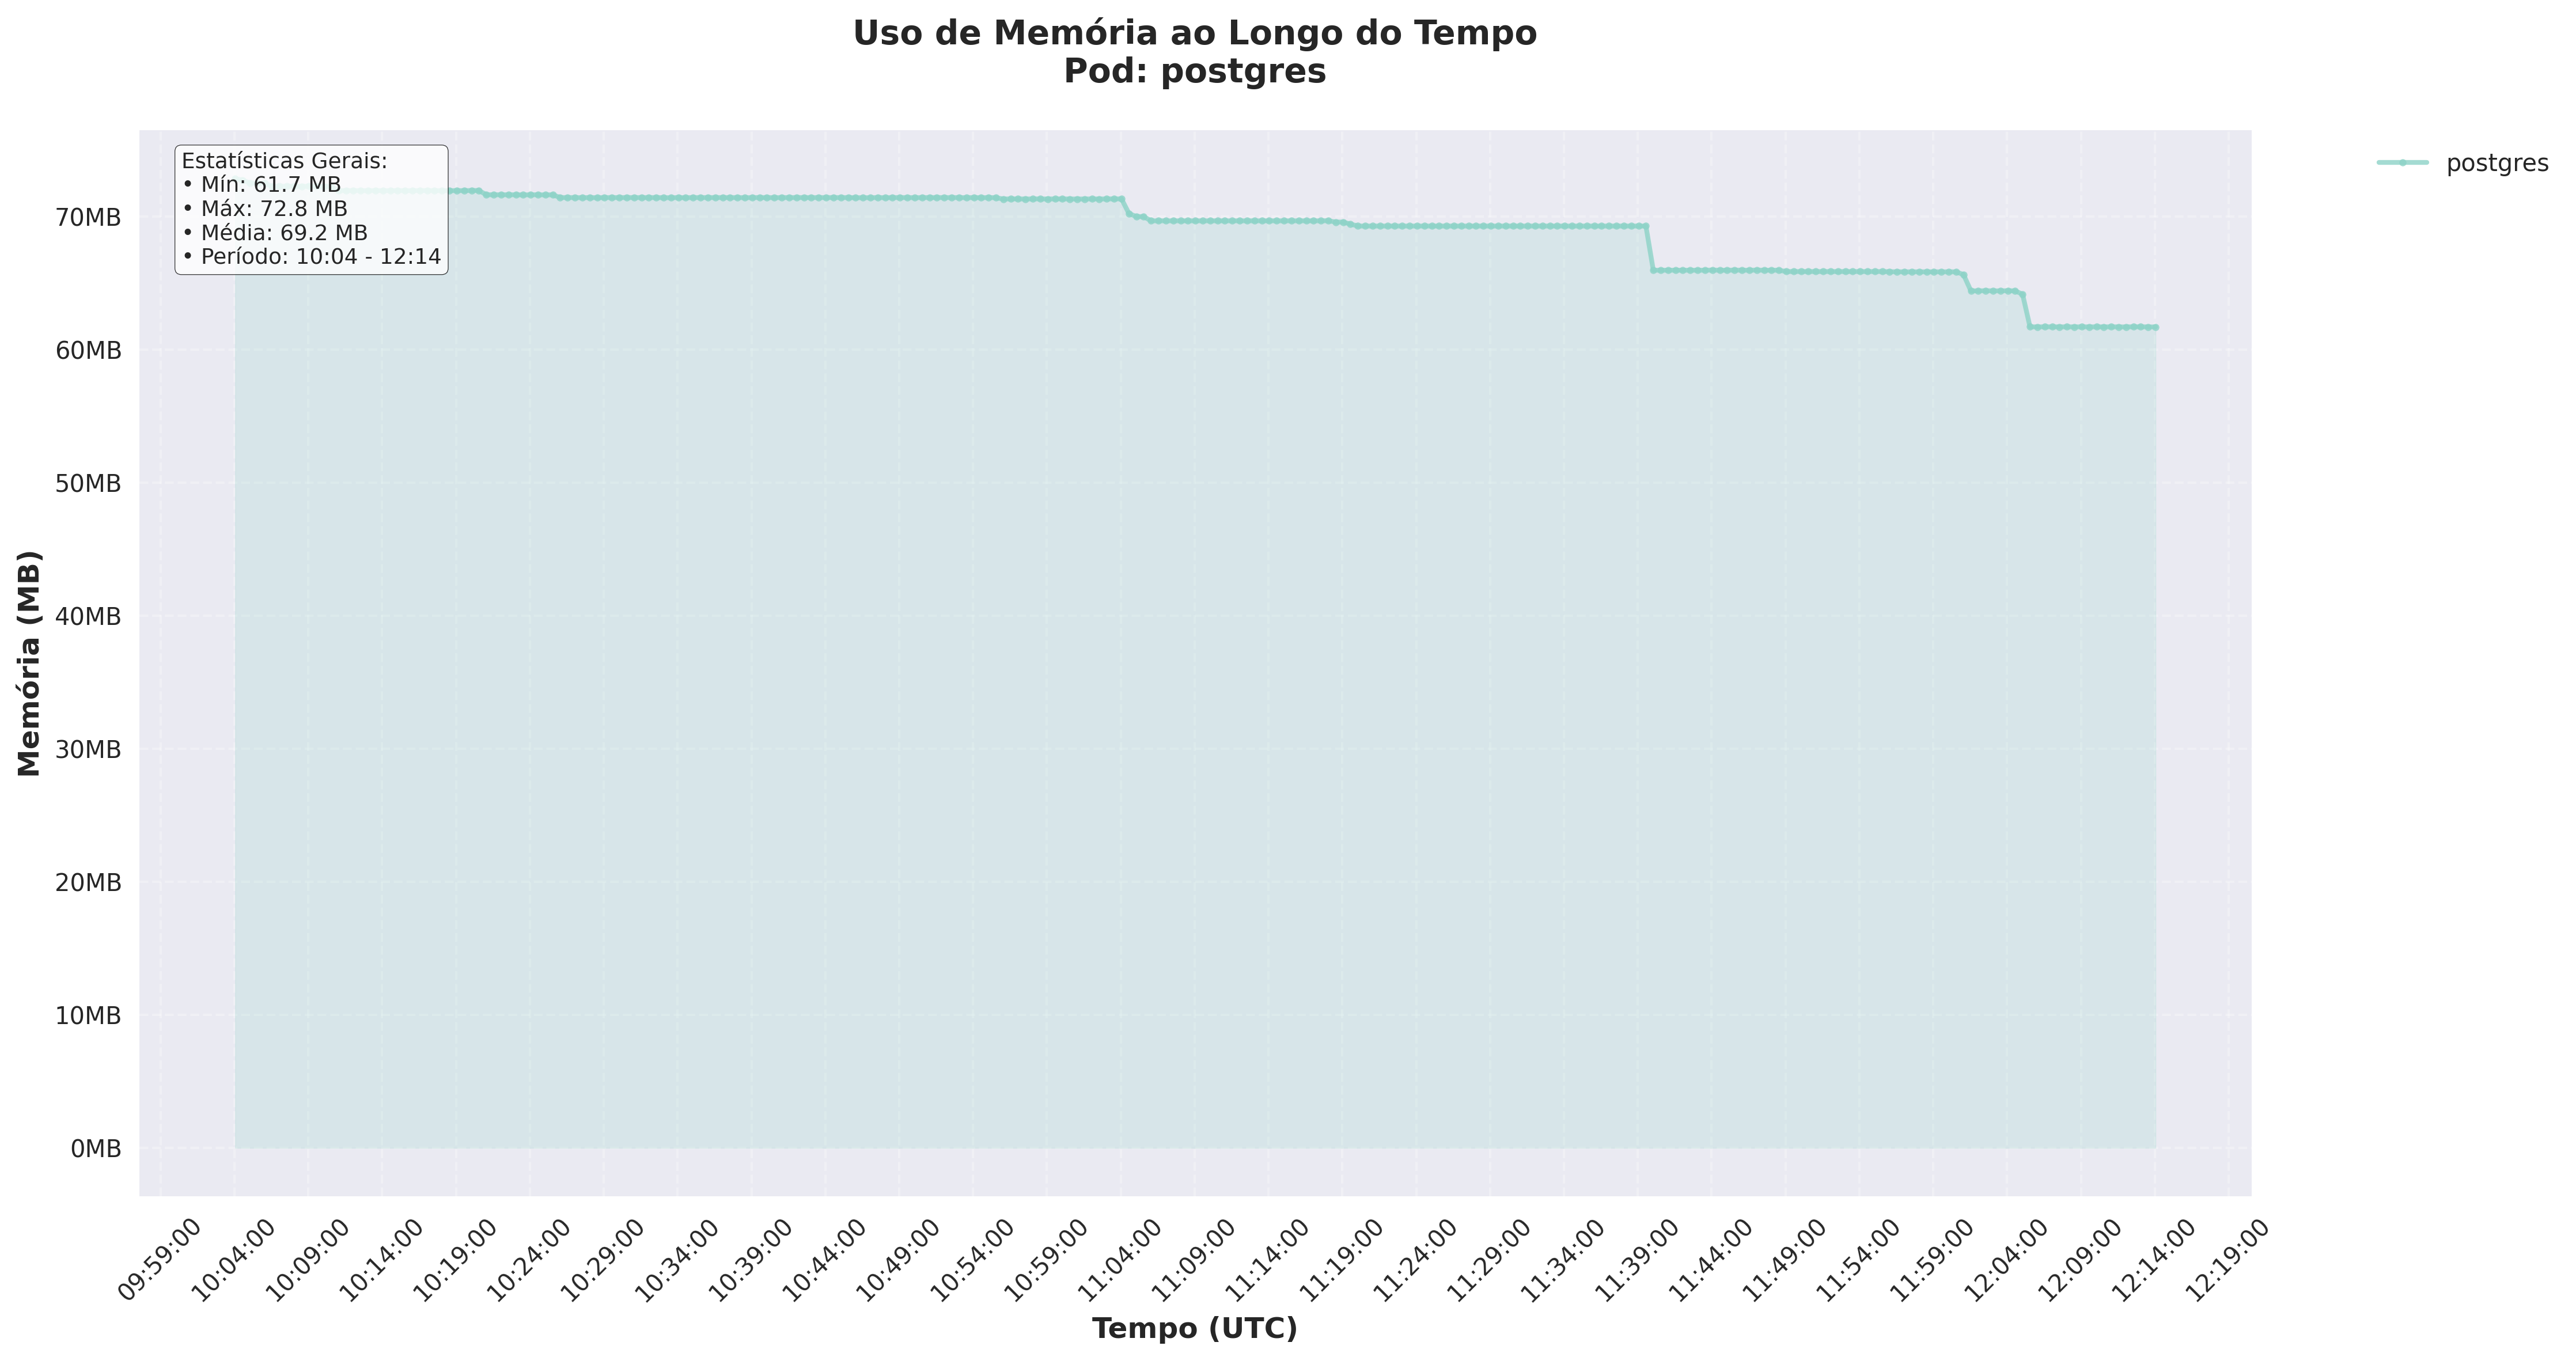 Uso de Memória ao Longo do Tempo
Pod: postgres
Estatísticas Gerais:
• Mín: 61.7 MB
• Máx: 72.8 MB
• Média: 69.2 MB
• Período: 10:04 - 12:14
postgres
Memória (MB)
70MB
60MB
50MB
40MB
30MB
20MB
10MB
0MB
09:59:00
10:04:00
10:09:00
10:14:00
10:19:00
10:24:00
10:29:00
10:34:00
10:39:00
10:44:00
10:49:00
10:54:00
10:59:00
11:04:00
11:09:00
11:14:00
11:19:00
11:24:00
11:29:00
11:34:00
11:39:00
11:44:00
11:49:00
11:54:00
11:59:00
12:04:00
12:09:00
12:14:00
12:19:00
Tempo (UTC)